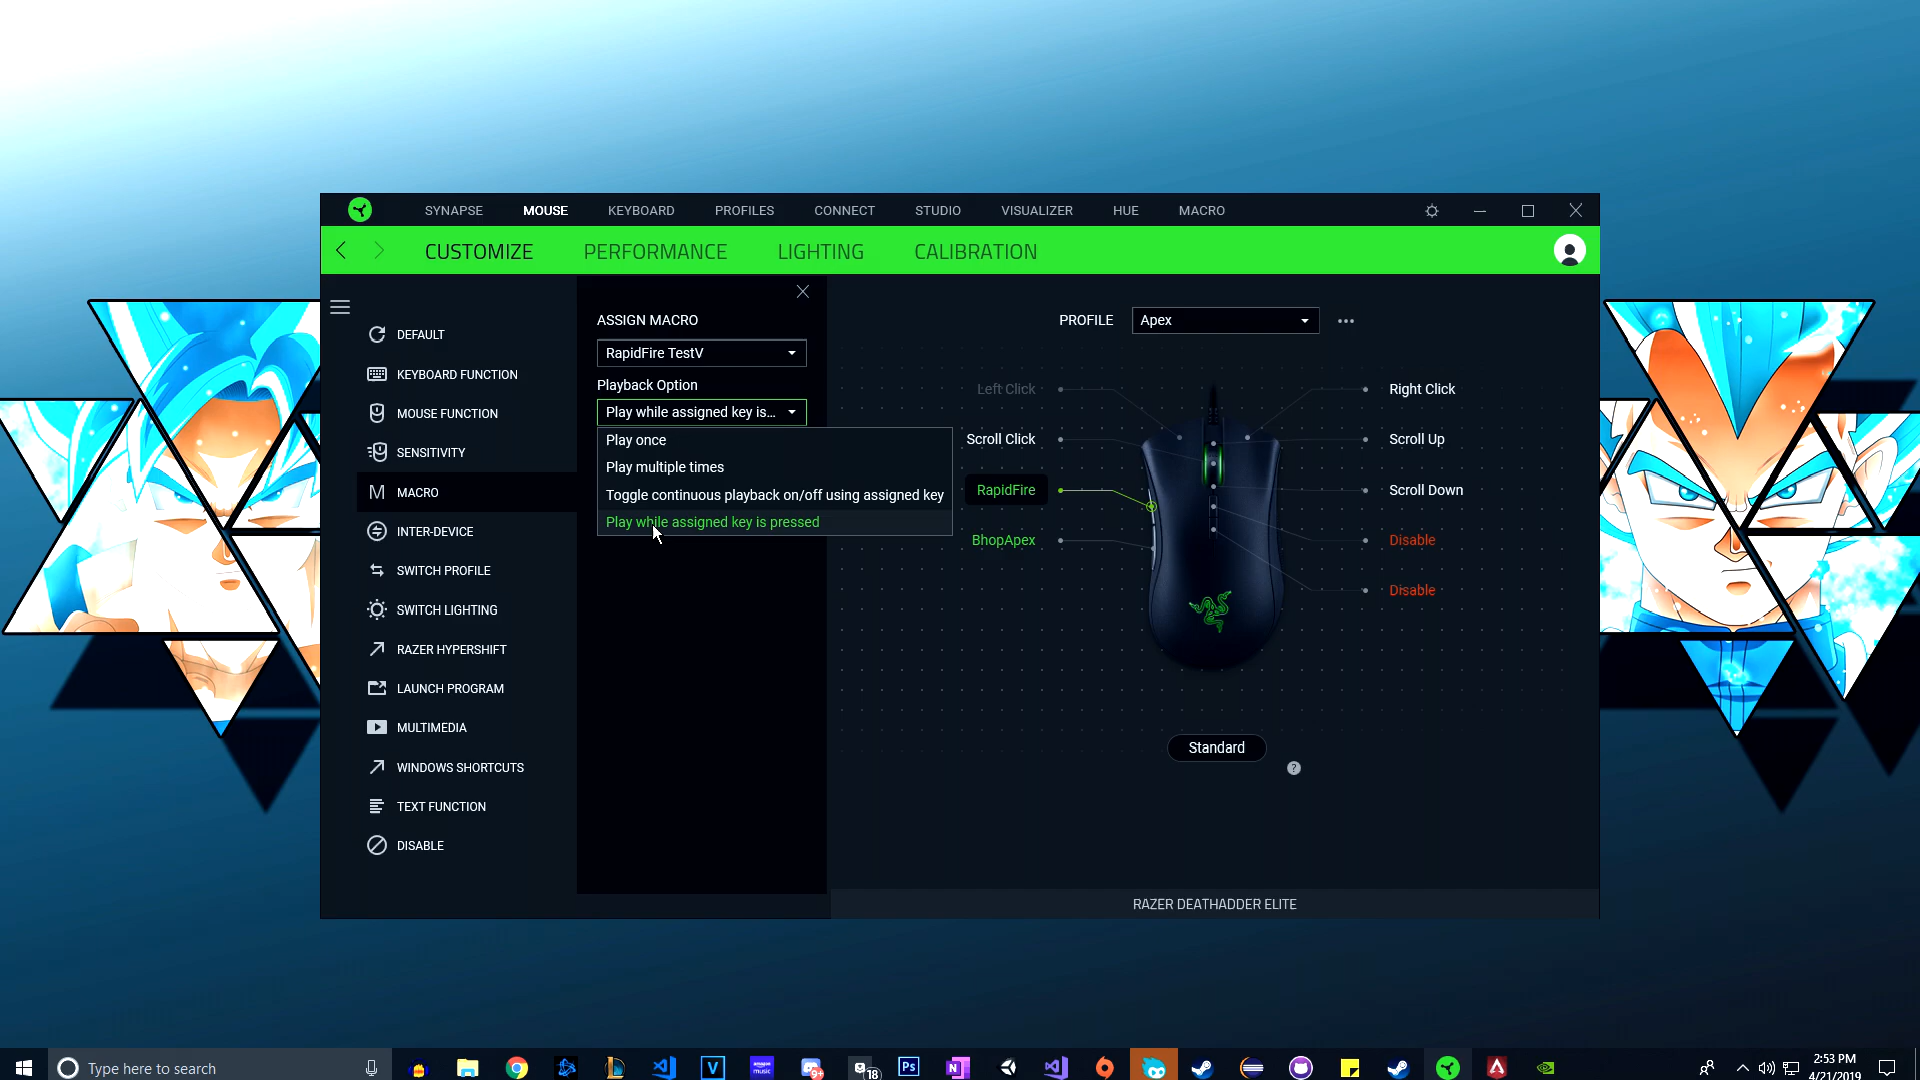 SYNAPSE MOUSE KEYBOARD PROFILES CONNECT STUDIO VISUALIZER HUE MACRO
CUSTOMIZE PERFORMANCE LIGHTING CALIBRATION
DEFAULT
KEYBOARD FUNCTION
MOUSE FUNCTION
SENSITIVITY
M MACRO
INTER-DEVICE
SWITCH PROFILE
SWITCH LIGHTING
RAZER HYPERSHIFT
LAUNCH PROGRAM
MULTIMEDIA
WINDOWS SHORTCUTS
TEXT FUNCTION
DISABLE
ASSIGN MACRO
RapidFire TestV
Playback Option
Play while assigned key is...
Play once
Play multiple times
Toggle continuous playback on/off using assigned key
Play while assigned key is pressed
PROFILE Apex
Left Click
Scroll Click
RapidFire
BhopApex
Right Click
Scroll Up
Scroll Down
Disable
Disable
Standard
?
RAZER DEATHADDER ELITE
Type here to search
V
amazon music
9+
18
Ps
N
2:53 PM
4/21/2019